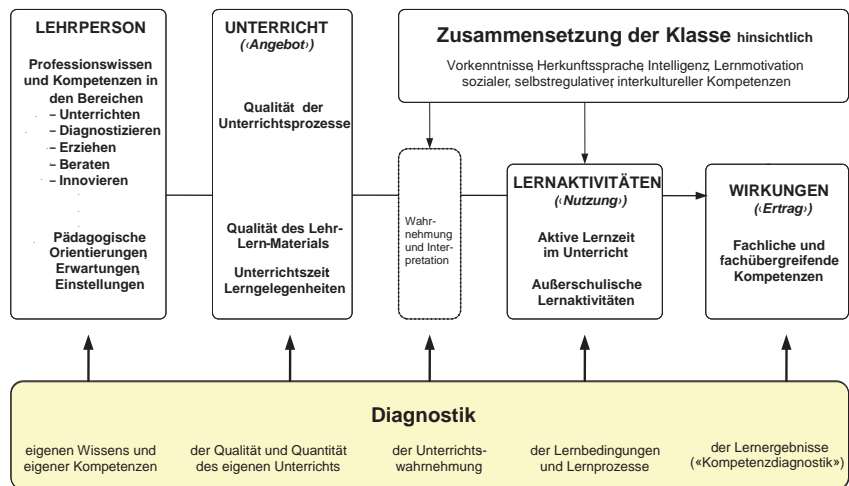 LEHRPERSON
Professionswissen
und Kompetenzen in
den Bereichen
– Unterrichten
– Diagnostizieren
– Erziehen
– Beraten
– Innovieren
Pädagogische
Orientierungen,
Erwartungen,
Einstellungen
UNTERRICHT
(‹Angebot›)
Qualität der
Unterrichtsprozesse
Qualität des Lehr-
Lern-Materials
Unterrichtszeit
Lerngelegenheiten
Zusammensetzung der Klasse hinsichtlich
Vorkenntnisse, Herkunftssprache, Intelligenz, Lernmotivation
sozialer, selbstregulativer, interkultureller Kompetenzen
Wahr-
nehmung
und Inter-
pretation
LERNAKTIVITÄTEN
(‹Nutzung›)
Aktive Lernzeit
im Unterricht
Außerschulische
Lernaktivitäten
WIRKUNGEN
(‹Ertrag›)
Fachliche und
fachübergreifende
Kompetenzen
Diagnostik
eigenen Wissens und
eigener Kompetenzen
der Qualität und Quantität
des eigenen Unterrichts
der Unterrichts-
wahrnehmung
der Lernbedingungen
und Lernprozesse
der Lernergebnisse
(«Kompetenzdiagnostik»)